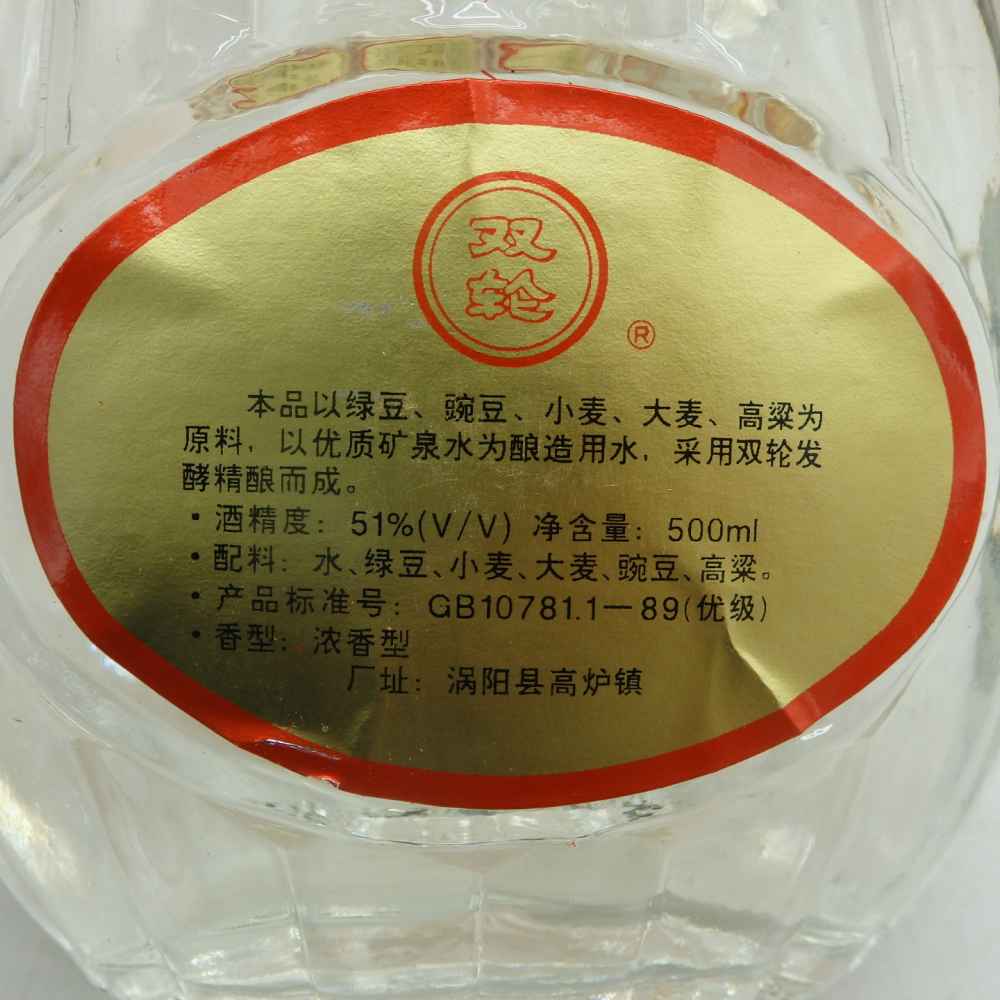 双
轮
®
本品以绿豆、豌豆、小麦、大麦、高粱为
原料，以优质矿泉水为酿造用水，采用双轮发
酵精酿而成。
·酒精度：51%(V/V) 净含量：500ml
·配料：水、绿豆、小麦、大麦、豌豆、高粱。
·产品标准号：GB10781.1—89(优级)
·香型：浓香型
厂址：涡阳县高炉镇